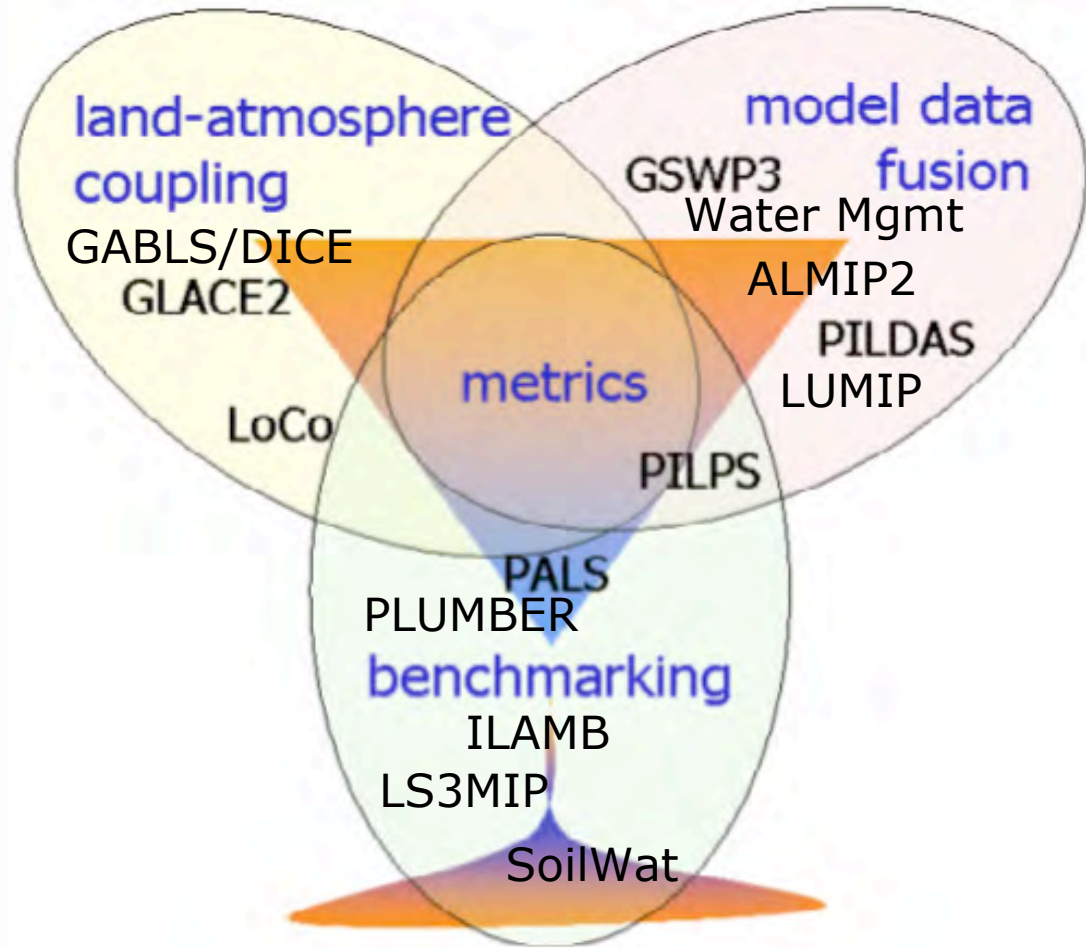 land-atmosphere
coupling
GABLS/DICE
GLACE2
LoCo
model data
fusion
GSWP3
Water Mgmt
ALMIP2
PILDAS
LUMIP
metrics
PILPS
PALS
PLUMBER
benchmarking
ILAMB
LS3MIP
SoilWat